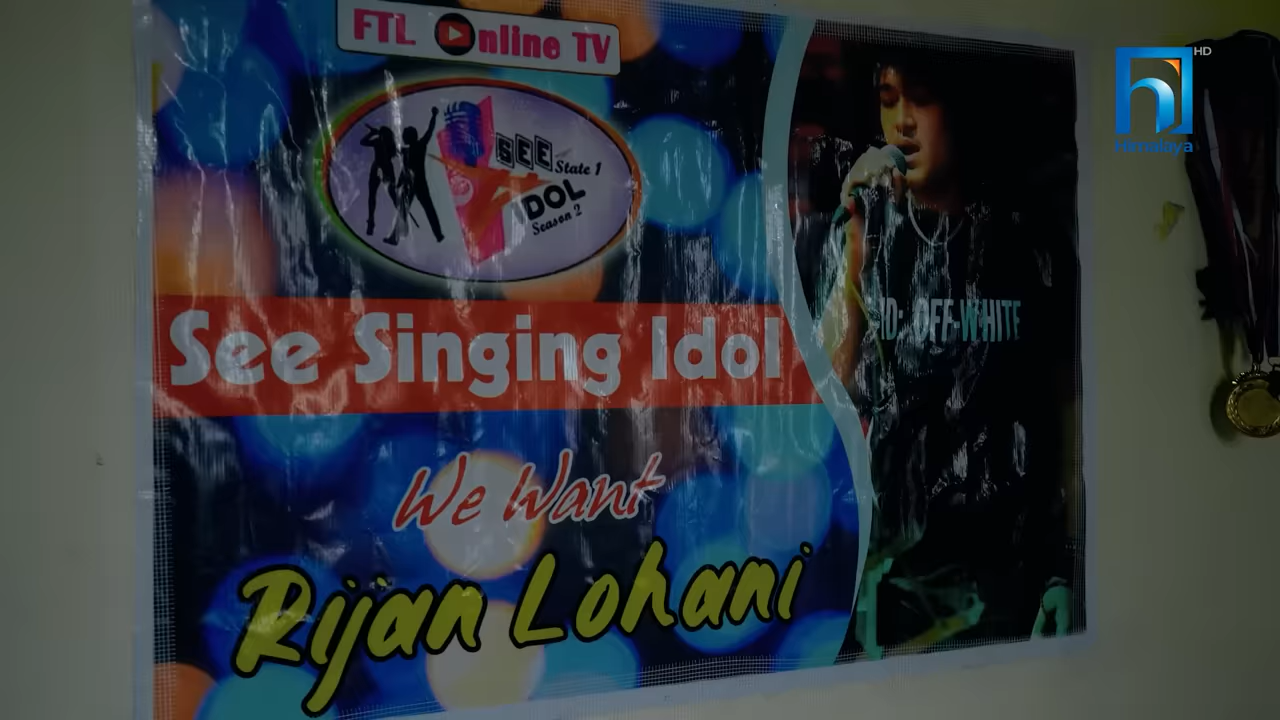 FTL Online TV
SEE State 1
IDOL
Season 2
See Singing Idol
We Want
Rijan Lohani
ID: OFF-WHITE
HD
Himalaya